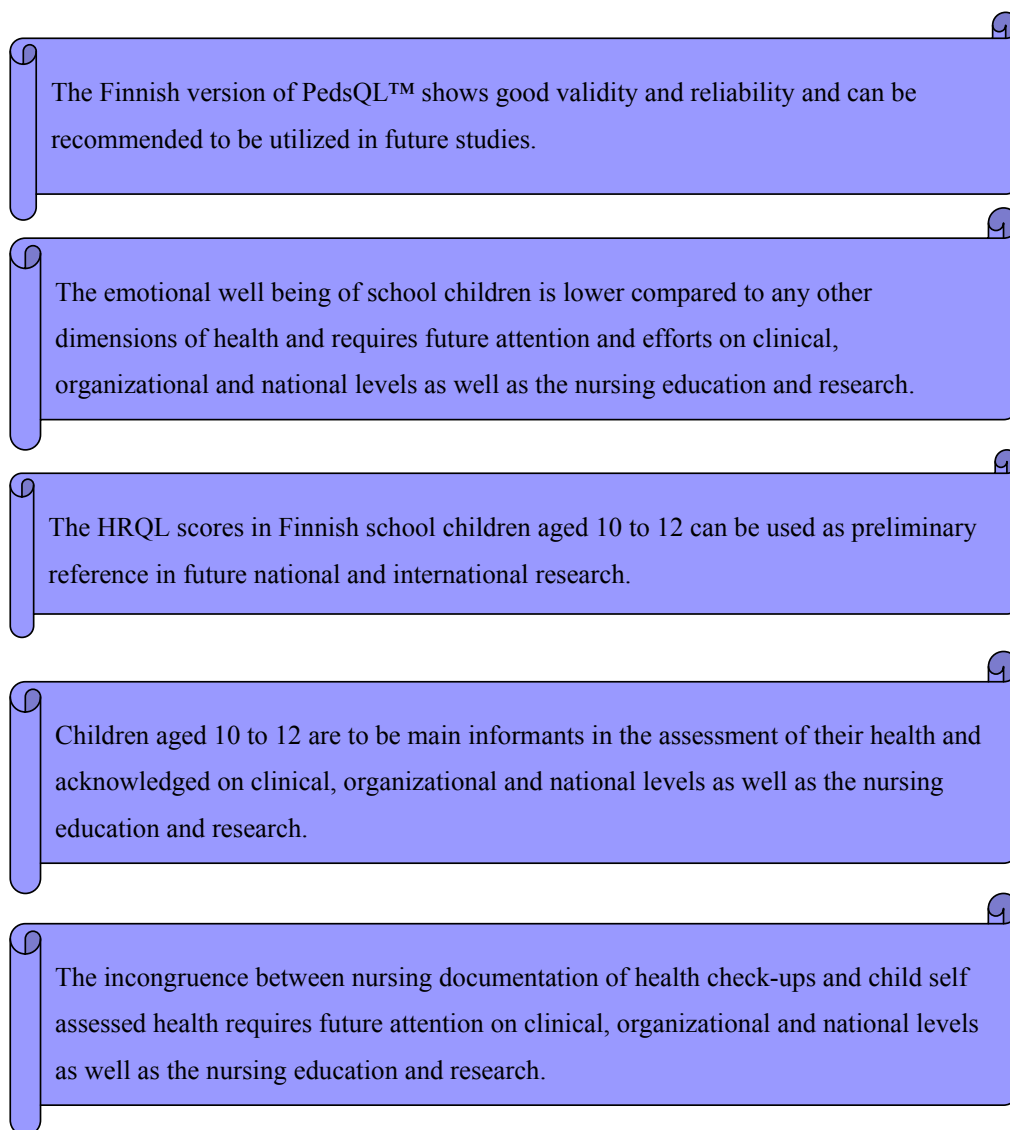 The Finnish version of PedsQL™ shows good validity and reliability and can be
recommended to be utilized in future studies.
The emotional well being of school children is lower compared to any other
dimensions of health and requires future attention and efforts on clinical,
organizational and national levels as well as the nursing education and research.
The HRQL scores in Finnish school children aged 10 to 12 can be used as preliminary
reference in future national and international research.
Children aged 10 to 12 are to be main informants in the assessment of their health and
acknowledged on clinical, organizational and national levels as well as the nursing
education and research.
The incongruence between nursing documentation of health check-ups and child self
assessed health requires future attention on clinical, organizational and national levels
as well as the nursing education and research.